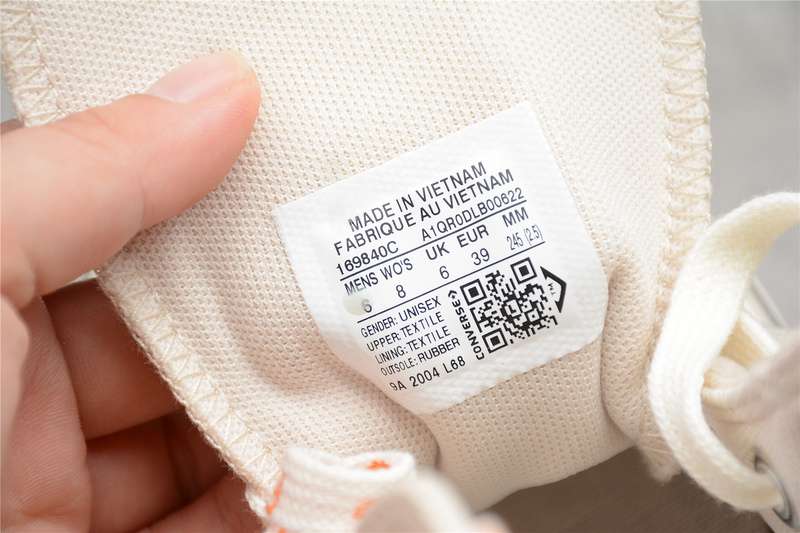 MADE IN VIETNAM
FABRIQUE AU VIETNAM
169840C A1QR0DLB00622
MENS WO'S UK EUR MM
6 8 6 39 245 (2.5)
GENDER: UNISEX
UPPER: TEXTILE
LINING: TEXTILE
OUTSOLE: RUBBER
9A 2004 L68
CONVERSE